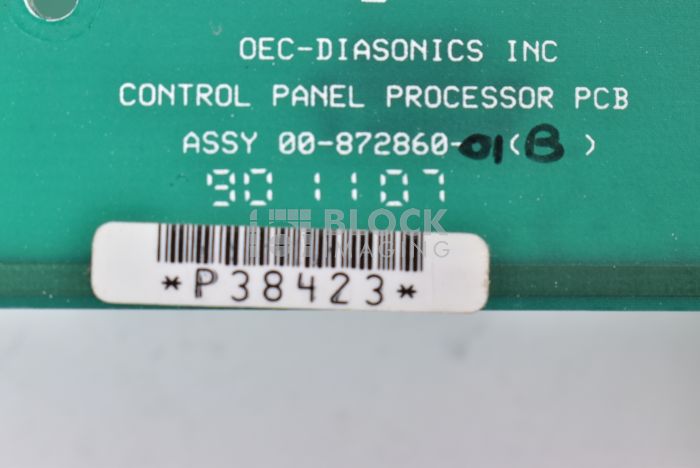 OEC-DIASONICS INC
CONTROL PANEL PROCESSOR PCB
ASSY 00-872860-01(B )
901107
BLOCK
IMAGING
*P38423*